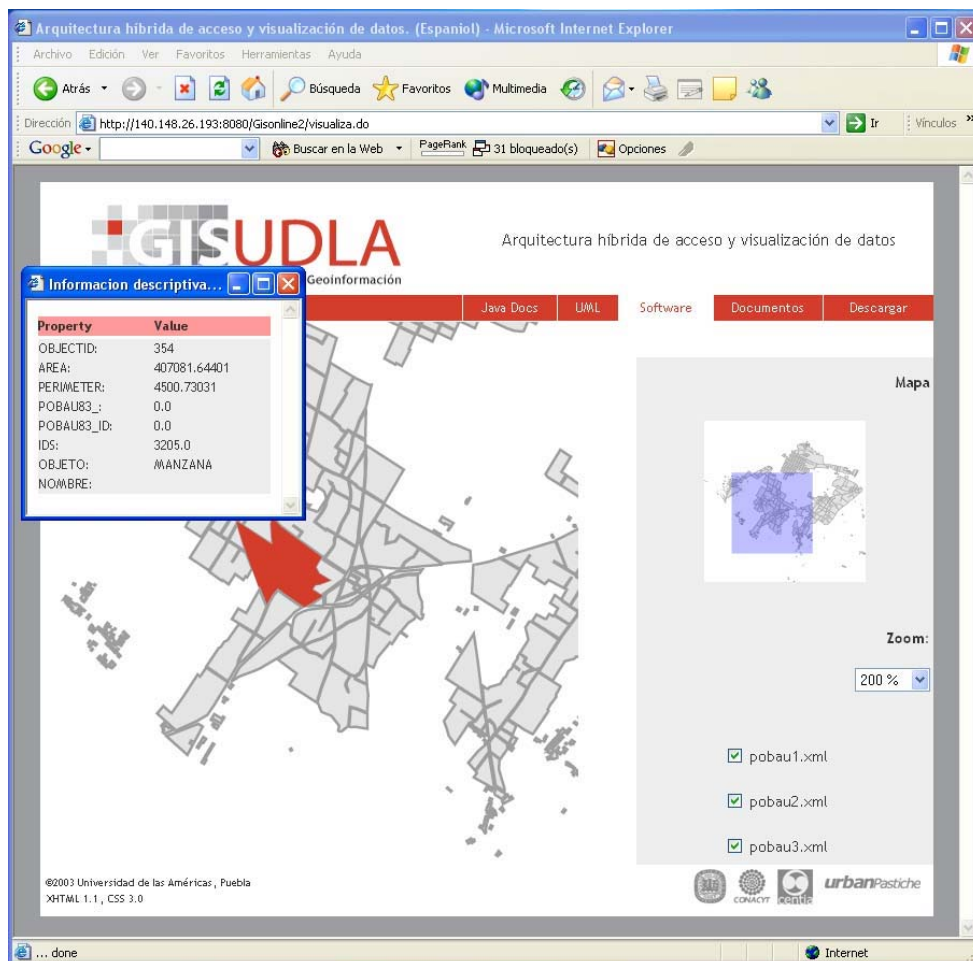 Arquitectura híbrida de acceso y visualización de datos. (Espaniol) - Microsoft Internet Explorer
Archivo Edición Ver Favoritos Herramientas Ayuda
Atrás Búsqueda Favoritos Multimedia
Dirección http://140.148.26.193:8080/Gisonline2/visualiza.do Ir Vínculos »
Google Buscar en la Web PageRank 31 bloqueado(s) Opciones
GISUDLA
Arquitectura híbrida de acceso y visualización de datos
Geoinformación
Informacion descriptiva...
Java Docs UML Software Documentos Descargar
Property Value
OBJECTID: 354
AREA: 407081.64401
PERIMETER: 4500.73031
POBAU83_: 0.0
POBAU83_ID: 0.0
IDS: 3205.0
OBJETO: MANZANA
NOMBRE:
Mapa
Zoom:
200 %
pobau1.xml
pobau2.xml
pobau3.xml
©2003 Universidad de las Américas, Puebla
XHTML 1.1, CSS 3.0
CONACYT centia urbanPastiche
... done Internet